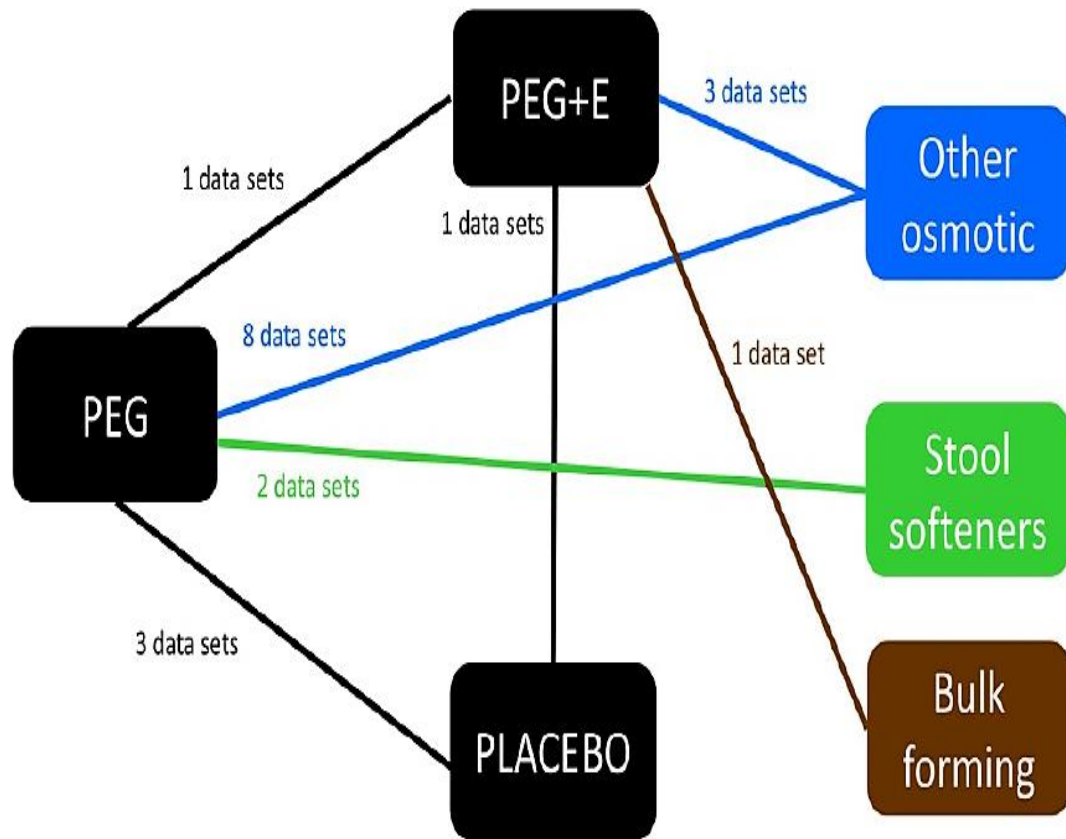 PEG+E
3 data sets
Other
osmotic
1 data sets
1 data sets
8 data sets
1 data set
PEG
2 data sets
Stool
softeners
3 data sets
PLACEBO
Bulk
forming